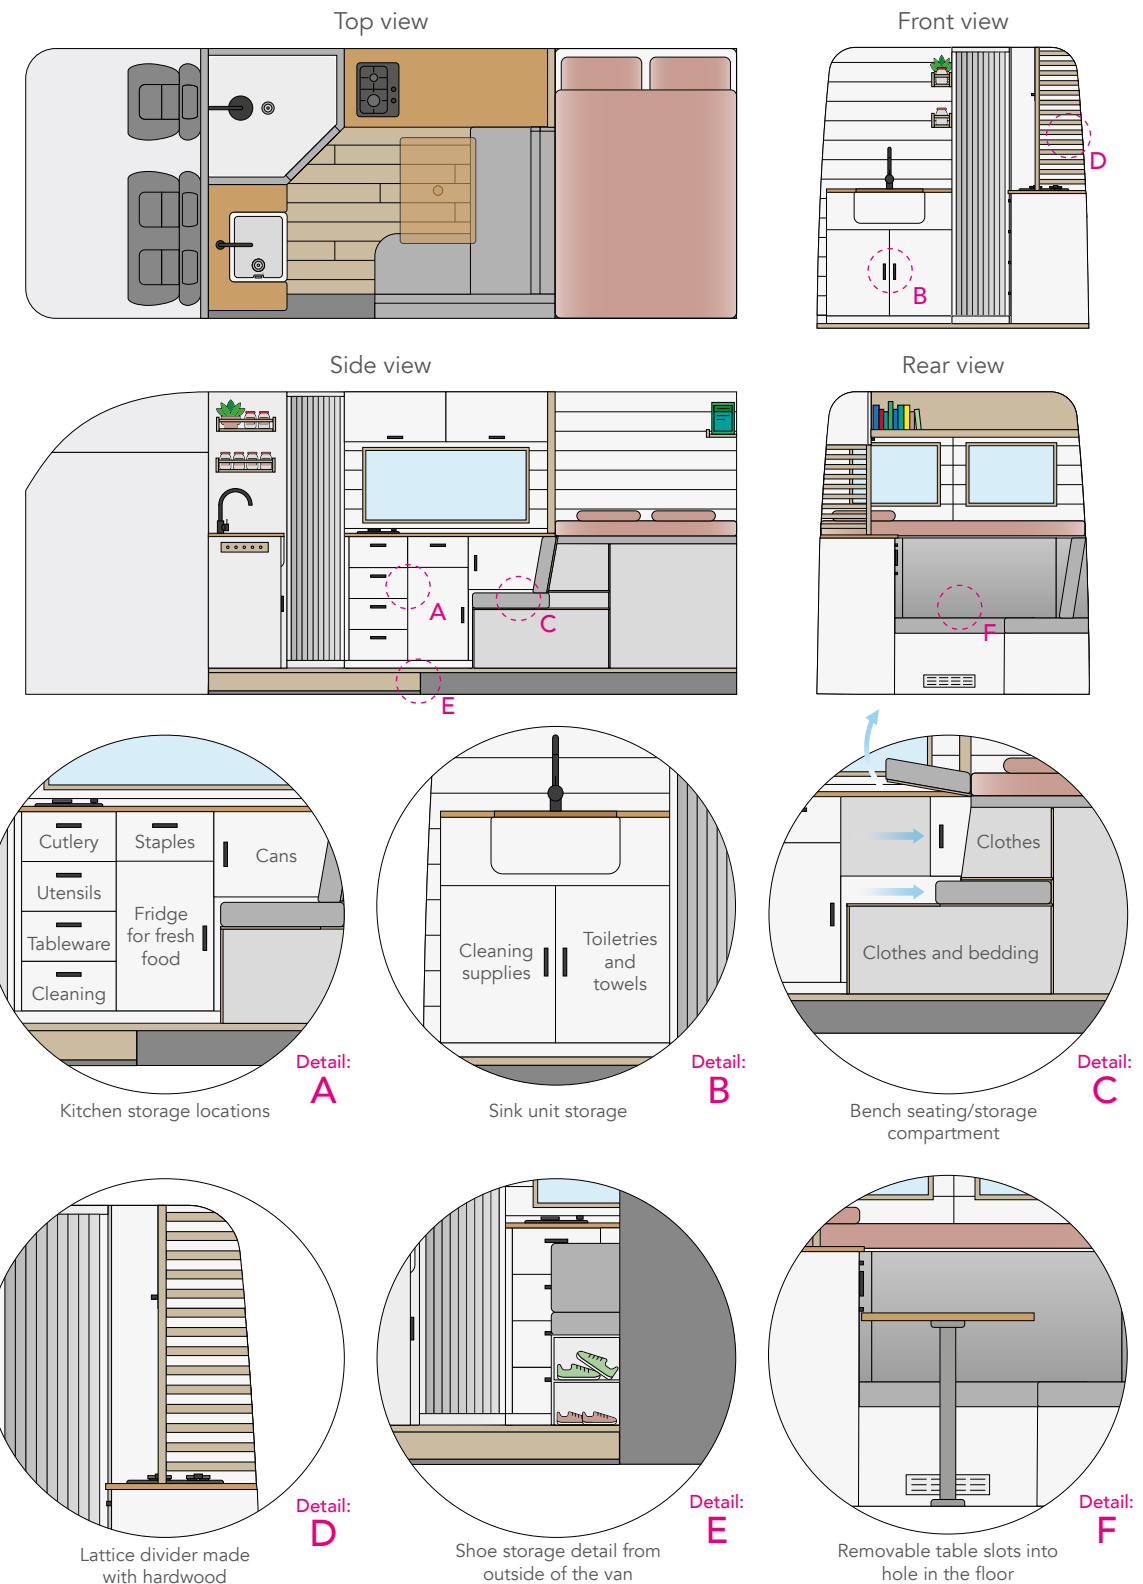 Top view
Front view
D
B
Side view
Rear view
A
C
E
F
Cutlery
Staples
Cans
Utensils
Fridge
for fresh
food
Tableware
Cleaning
Detail:
A
Kitchen storage locations
Cleaning
supplies
Toiletries
and
towels
Detail:
B
Sink unit storage
Clothes
Clothes and bedding
Detail:
C
Bench seating/storage
compartment
Detail:
D
Lattice divider made
with hardwood
Detail:
E
Shoe storage detail from
outside of the van
Detail:
F
Removable table slots into
hole in the floor